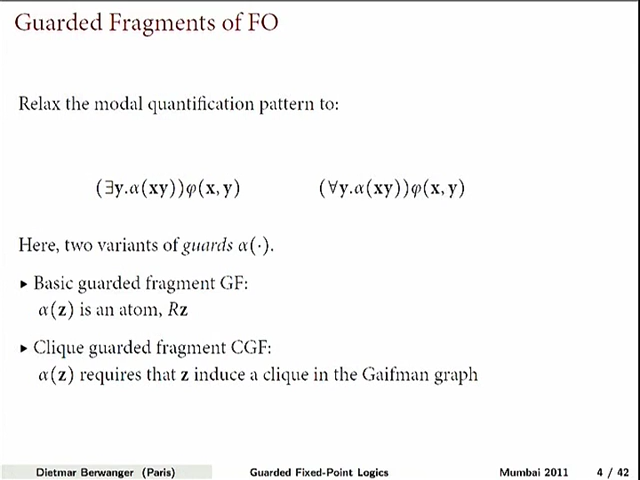 Guarded Fragments of FO
Relax the modal quantification pattern to:
(∃y.α(xy))φ(x, y) (∀y.α(xy))φ(x, y)
Here, two variants of guards α(·).
▸ Basic guarded fragment GF:
α(z) is an atom, Rz
▸ Clique guarded fragment CGF:
α(z) requires that z induce a clique in the Gaifman graph
Dietmar Berwanger (Paris) Guarded Fixed-Point Logics Mumbai 2011 4 / 42